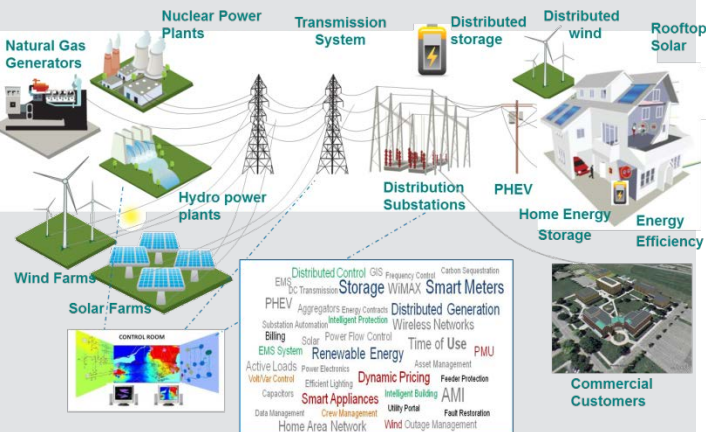 Natural Gas
Generators
Nuclear Power
Plants
Transmission
System
Distributed
storage
Distributed
wind
Rooftop
Solar
Hydro power
plants
Distribution
Substations
PHEV
Home Energy
Storage
Energy
Efficiency
Wind Farms
Solar Farms
CONTROL ROOM
Distributed Control GIS Frequency Control Carbon Sequestration
EMS DC Transmission Storage WiMAX Smart Meters
PHEV Aggregators Energy Contracts Distributed Generation
Substation Automation Intelligent Protection Wireless Networks
Billing Solar Power Flow Control Time of Use
EMS System Renewable Energy PMU
Active Loads Power Electronics Asset Management
Volt/Var Control Efficient Lighting Dynamic Pricing Feeder Protection
Capacitors Smart Appliances Intelligent Building AMI
Data Management Crew Management Utility Portal Fault Restoration
Home Area Network Wind Outage Management
Commercial
Customers